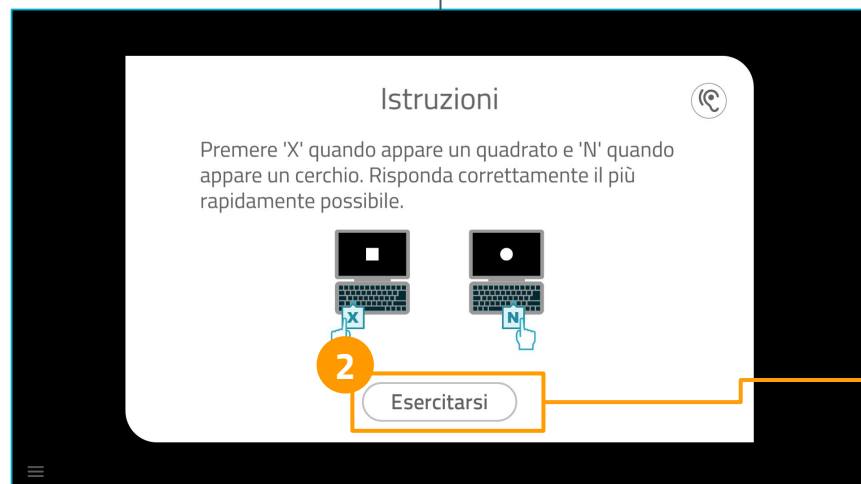 Istruzioni
Premere 'X' quando appare un quadrato e 'N' quando
appare un cerchio. Risponda correttamente il più
rapidamente possibile.
X
N
2
Esercitarsi